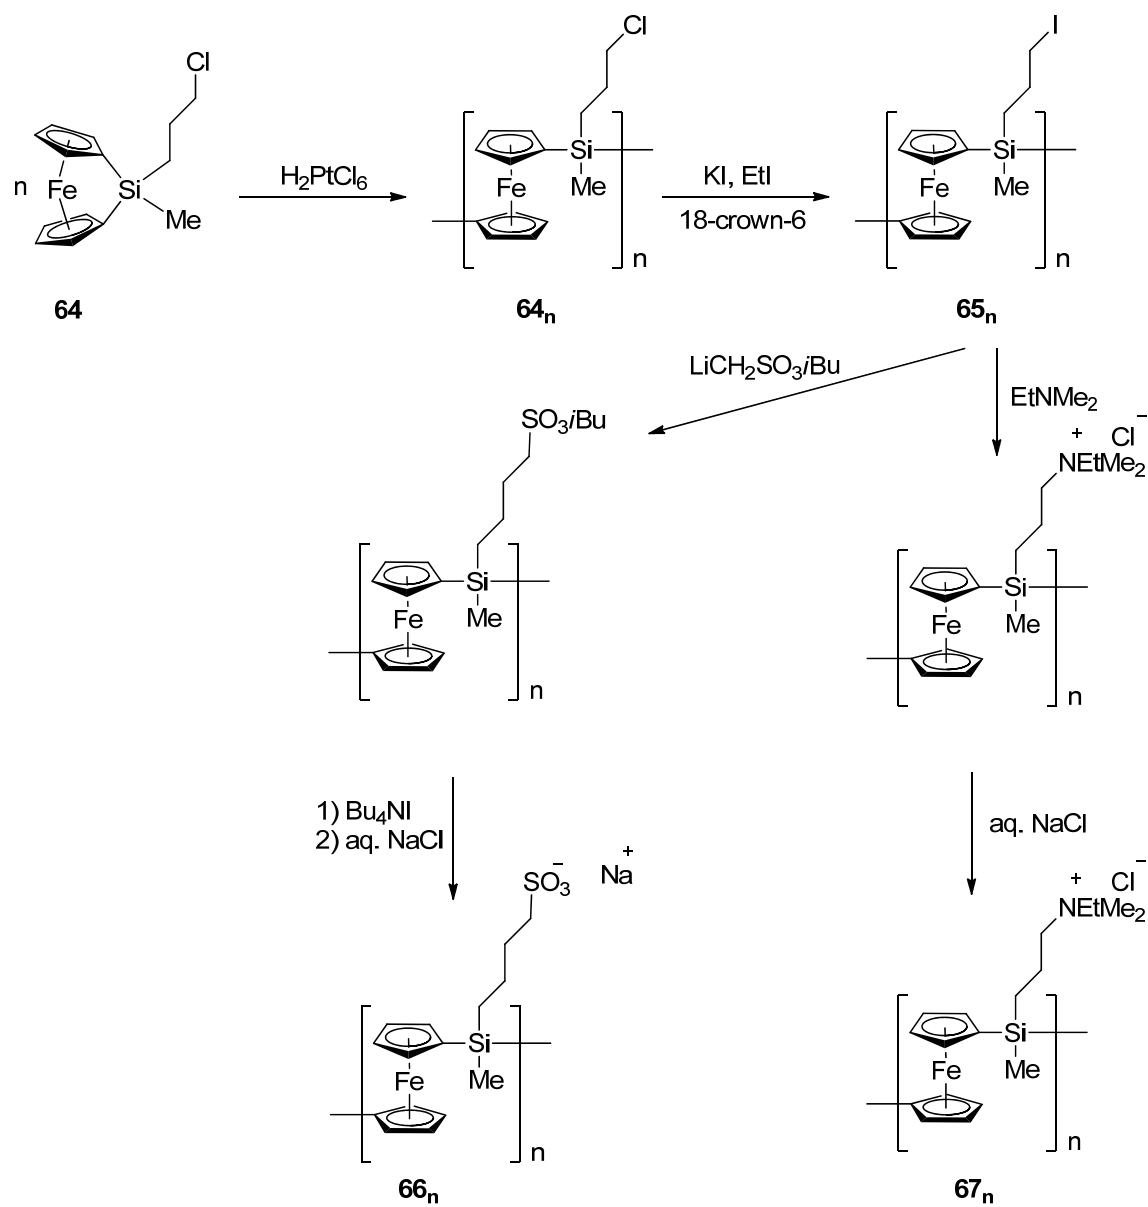 Cl
n Fe Si
Me
64
H₂PtCl₆
Cl
Si
Fe Me
n
64ₙ
KI, EtI
18-crown-6
I
Si
Fe Me
n
65ₙ
LiCH₂SO₃iBu
EtNMe₂
SO₃iBu
Si
Fe Me
n
+ Cl⁻
NEtMe₂
Si
Fe Me
n
1) Bu₄NI
2) aq. NaCl
aq. NaCl
SO₃⁻ Na⁺
Si
Fe Me
n
66ₙ
+ Cl⁻
NEtMe₂
Si
Fe Me
n
67ₙ